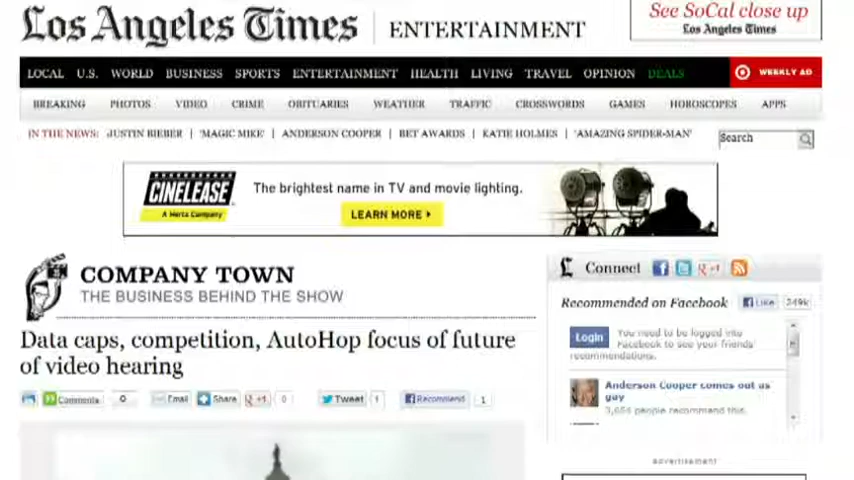 Los Angeles Times ENTERTAINMENT
See SoCal close up
Los Angeles Times
LOCAL U.S. WORLD BUSINESS SPORTS ENTERTAINMENT HEALTH LIVING TRAVEL OPINION DEALS WEEKLY AD
BREAKING PHOTOS VIDEO CRIME OBITUARIES WEATHER TRAFFIC CROSSWORDS GAMES HOROSCOPES APPS
IN THE NEWS: JUSTIN BIEBER | 'MAGIC MIKE' | ANDERSON COOPER | BET AWARDS | KATIE HOLMES | 'AMAZING SPIDER-MAN' Search
CINELEASE
A Hertz Company
The brightest name in TV and movie lighting.
LEARN MORE
COMPANY TOWN
THE BUSINESS BEHIND THE SHOW
Data caps, competition, AutoHop focus of future
of video hearing
Comments 0 Email Share +1 0 Tweet 1 Recommend 1
Connect f g +1
Recommended on Facebook Like 249k
Login You need to be logged into
Facebook to see your friends'
recommendations.
Anderson Cooper comes out as
gay
3,654 people recommend this.
advertisement